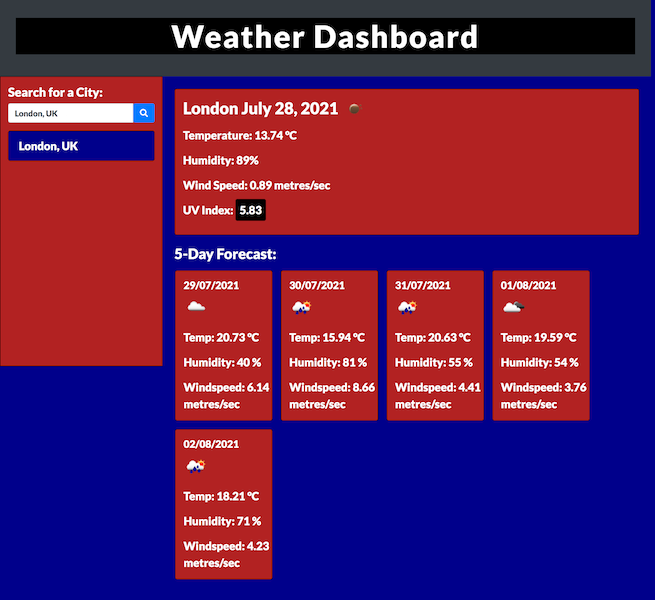 Weather Dashboard
Search for a City:
London, UK
London, UK
London July 28, 2021
Temperature: 13.74 °C
Humidity: 89%
Wind Speed: 0.89 metres/sec
UV Index: 5.83
5-Day Forecast:
29/07/2021
Temp: 20.73 °C
Humidity: 40 %
Windspeed: 6.14
metres/sec
30/07/2021
Temp: 15.94 °C
Humidity: 81 %
Windspeed: 8.66
metres/sec
31/07/2021
Temp: 20.63 °C
Humidity: 55 %
Windspeed: 4.41
metres/sec
01/08/2021
Temp: 19.59 °C
Humidity: 54 %
Windspeed: 3.76
metres/sec
02/08/2021
Temp: 18.21 °C
Humidity: 71 %
Windspeed: 4.23
metres/sec